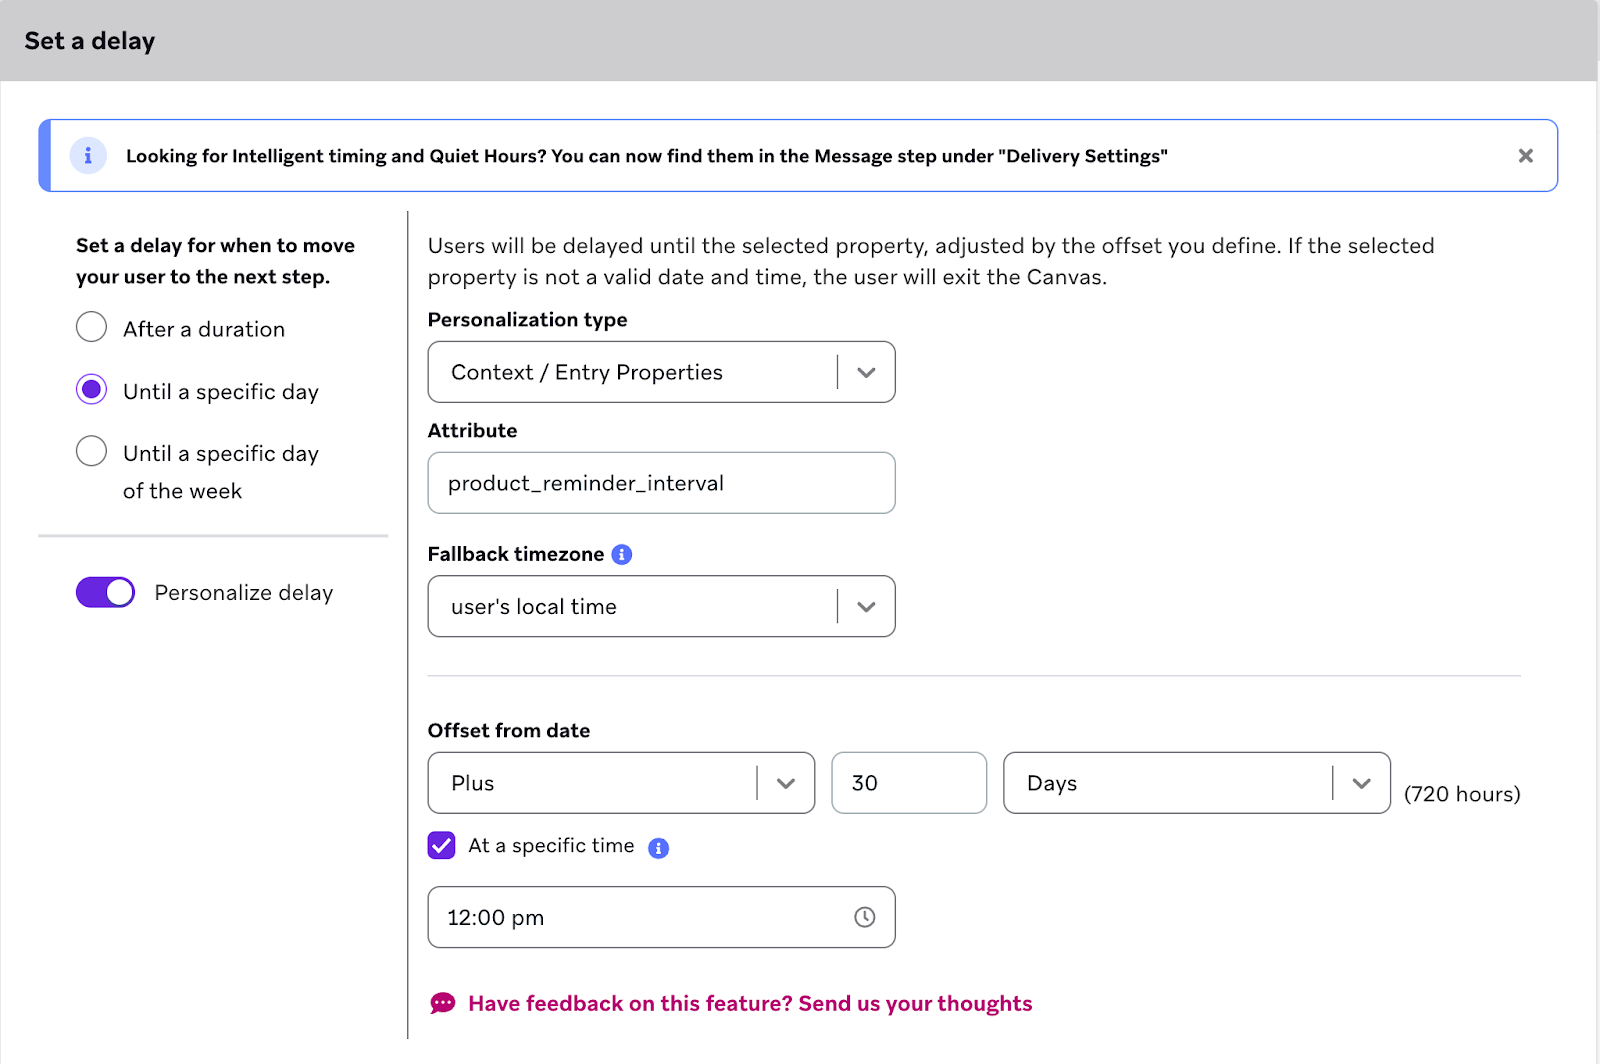 Set a delay
Looking for Intelligent timing and Quiet Hours? You can now find them in the Message step under "Delivery Settings"
Set a delay for when to move
your user to the next step.
After a duration
Until a specific day
Until a specific day
of the week
Personalize delay
Users will be delayed until the selected property, adjusted by the offset you define. If the selected
property is not a valid date and time, the user will exit the Canvas.
Personalization type
Context / Entry Properties
Attribute
product_reminder_interval
Fallback timezone
user's local time
Offset from date
Plus
30
Days
(720 hours)
At a specific time
12:00 pm
Have feedback on this feature? Send us your thoughts